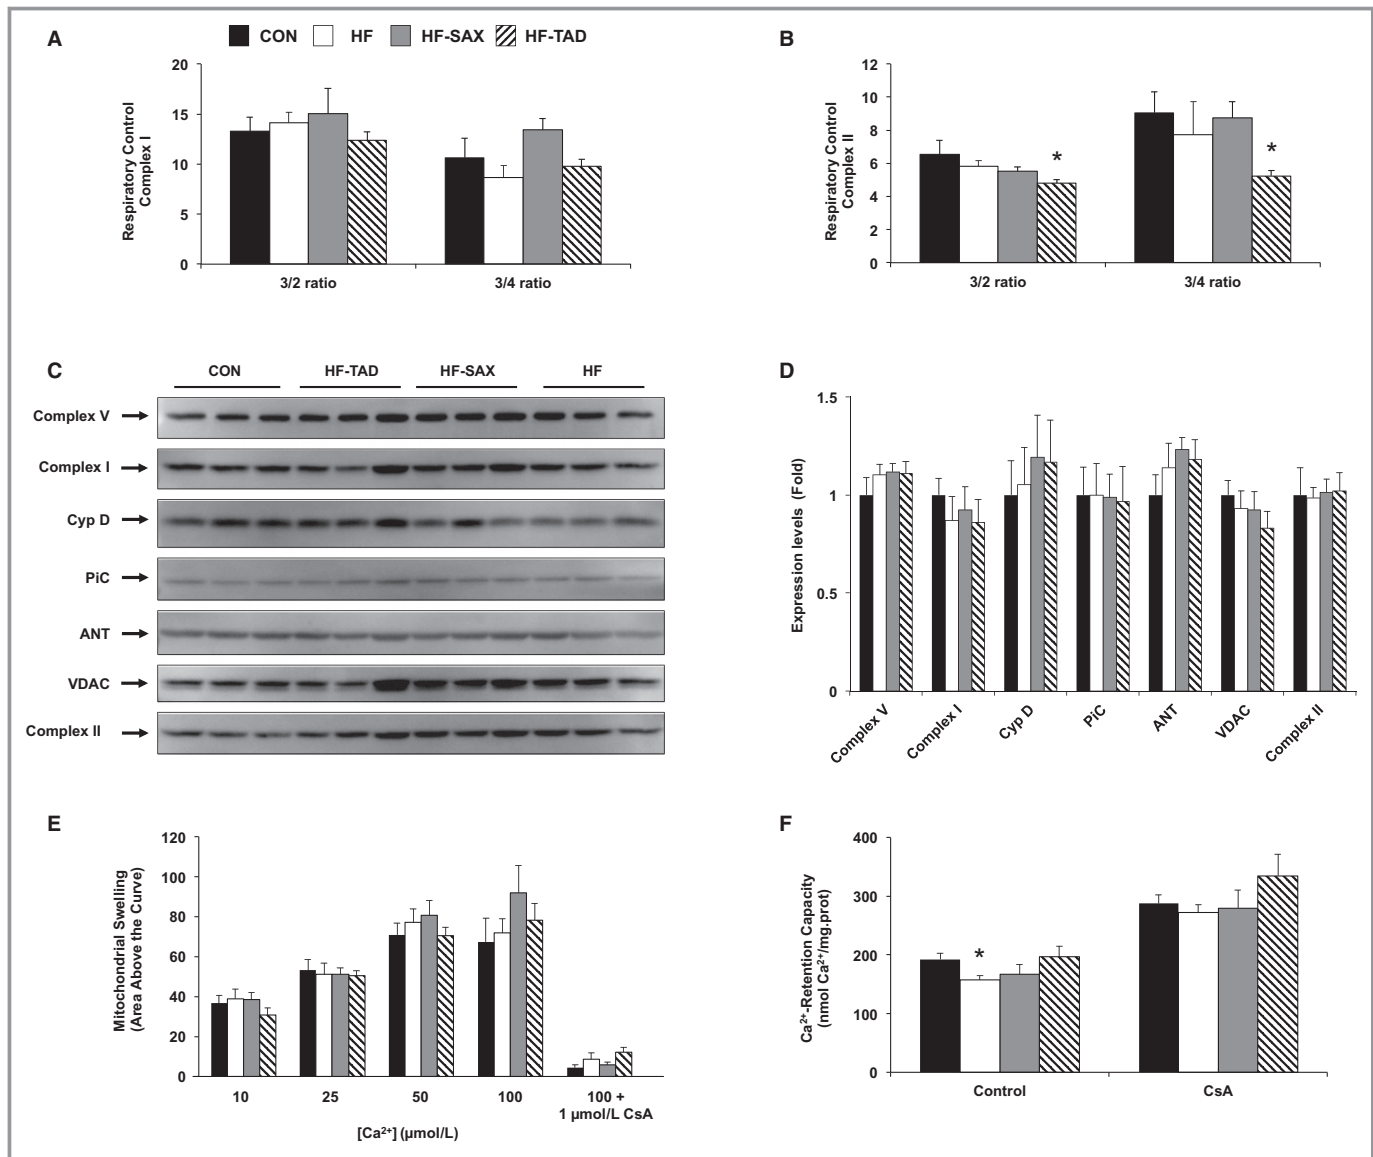 A
CON HF HF-SAX HF-TAD
Respiratory Control
Complex I
20
15
10
5
0
3/2 ratio 3/4 ratio
B
Respiratory Control
Complex II
12
10
8
6
4
2
0
*
*
3/2 ratio 3/4 ratio
C
CON HF-TAD HF-SAX HF
Complex V
Complex I
Cyp D
PiC
ANT
VDAC
Complex II
D
Expression levels (Fold)
1.5
1
0.5
0
Complex V Complex I Cyp D PiC ANT VDAC Complex II
E
Mitochondrial Swelling
(Area Above the Curve)
120
100
80
60
40
20
0
10 25 50 100 100 +
1 µmol/L CsA
[Ca²⁺] (µmol/L)
F
Ca²⁺-Retention Capacity
(nmol Ca²⁺/mg.prot)
400
300
200
100
0
*
Control CsA